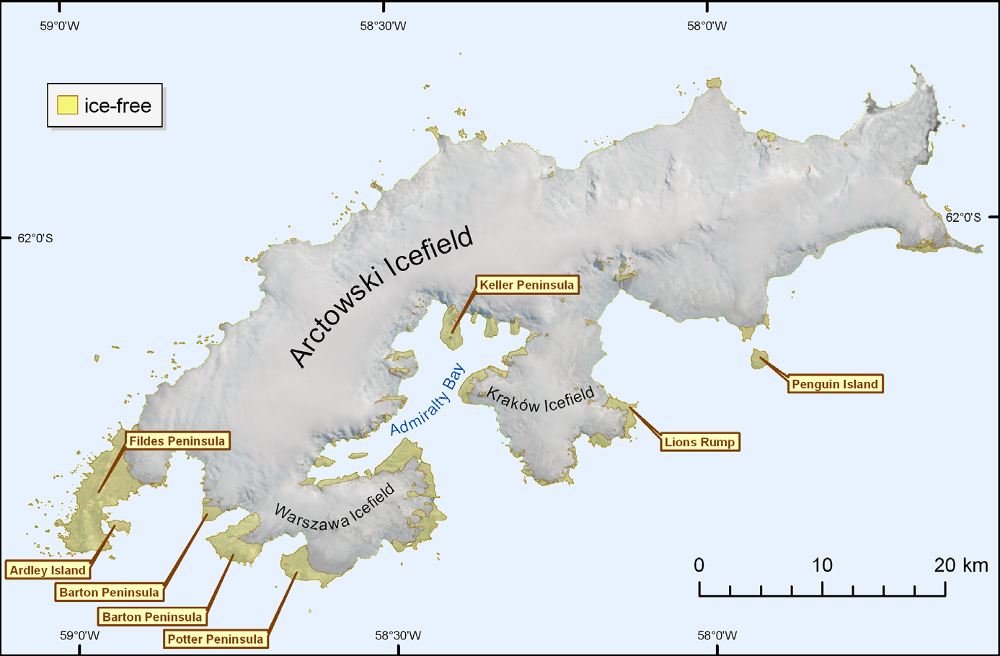 59°0'W
58°30'W
58°0'W
ice-free
62°0'S
62°0'S
Arctowski Icefield
Keller Peninsula
Admiralty Bay
Kraków Icefield
Penguin Island
Lions Rump
Fildes Peninsula
Warszawa Icefield
Ardley Island
Barton Peninsula
Barton Peninsula
Potter Peninsula
0 10 20 km
59°0'W
58°30'W
58°0'W